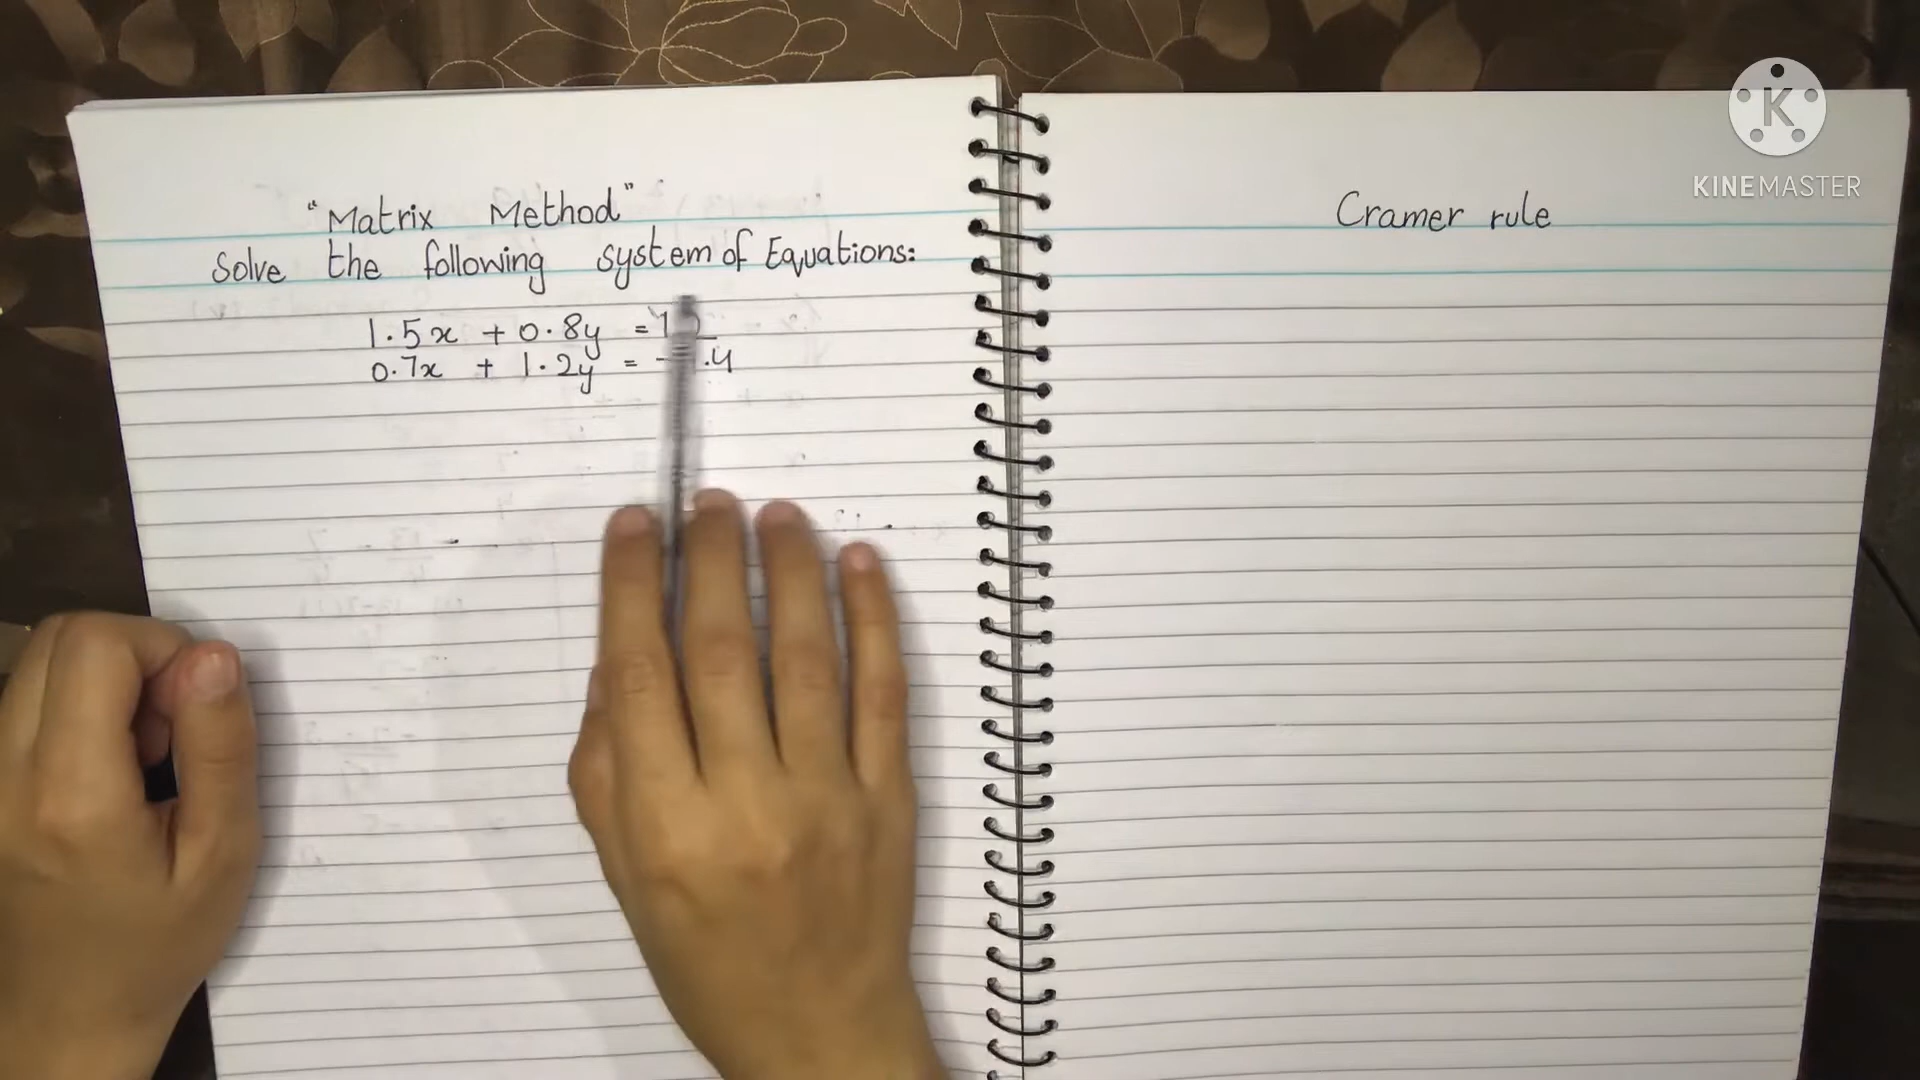 "Matrix Method"
Solve the following system of Equations:
1.5x + 0.8y =
0.7x + 1.2y = .4
Cramer rule
K
KINEMASTER